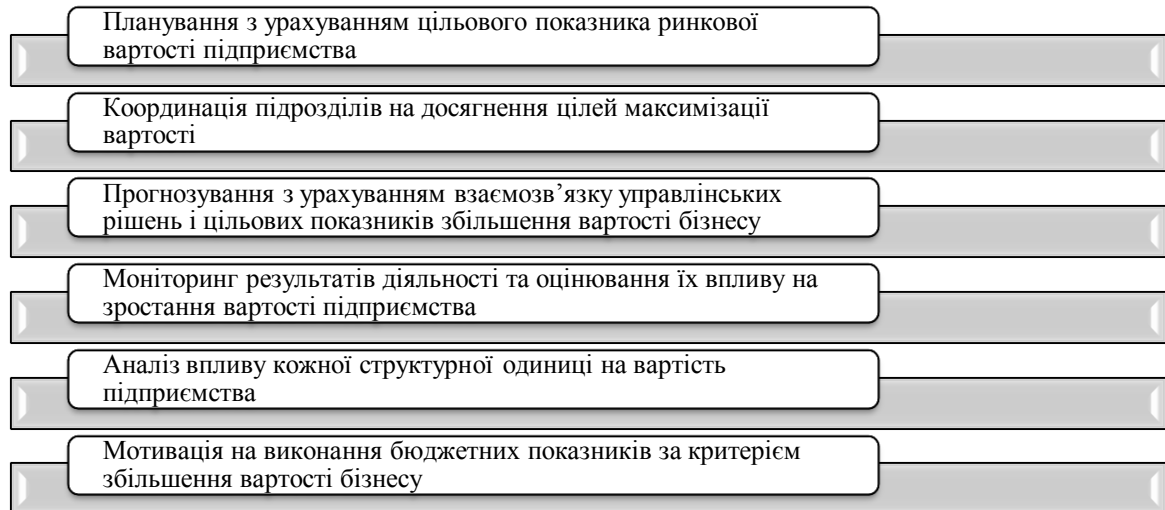 Планування з урахуванням цільового показника ринкової
вартості підприємства
Координація підрозділів на досягнення цілей максимізації
вартості
Прогнозування з урахуванням взаємозв’язку управлінських
рішень і цільових показників збільшення вартості бізнесу
Моніторинг результатів діяльності та оцінювання їх впливу на
зростання вартості підприємства
Аналіз впливу кожної структурної одиниці на вартість
підприємства
Мотивація на виконання бюджетних показників за критерієм
збільшення вартості бізнесу